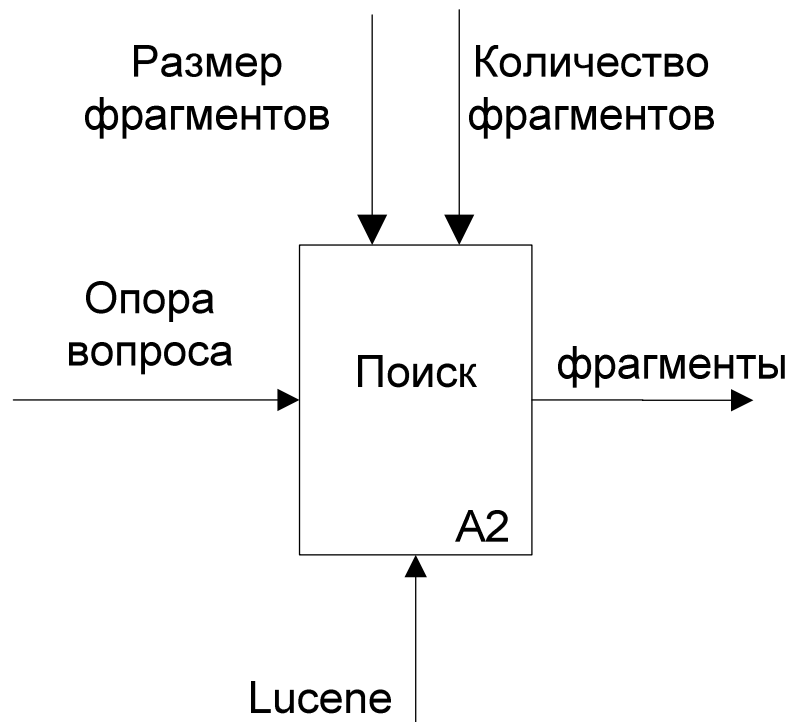 Размер
фрагментов
Количество
фрагментов
Опора
вопроса
Поиск
фрагменты
A2
Lucene